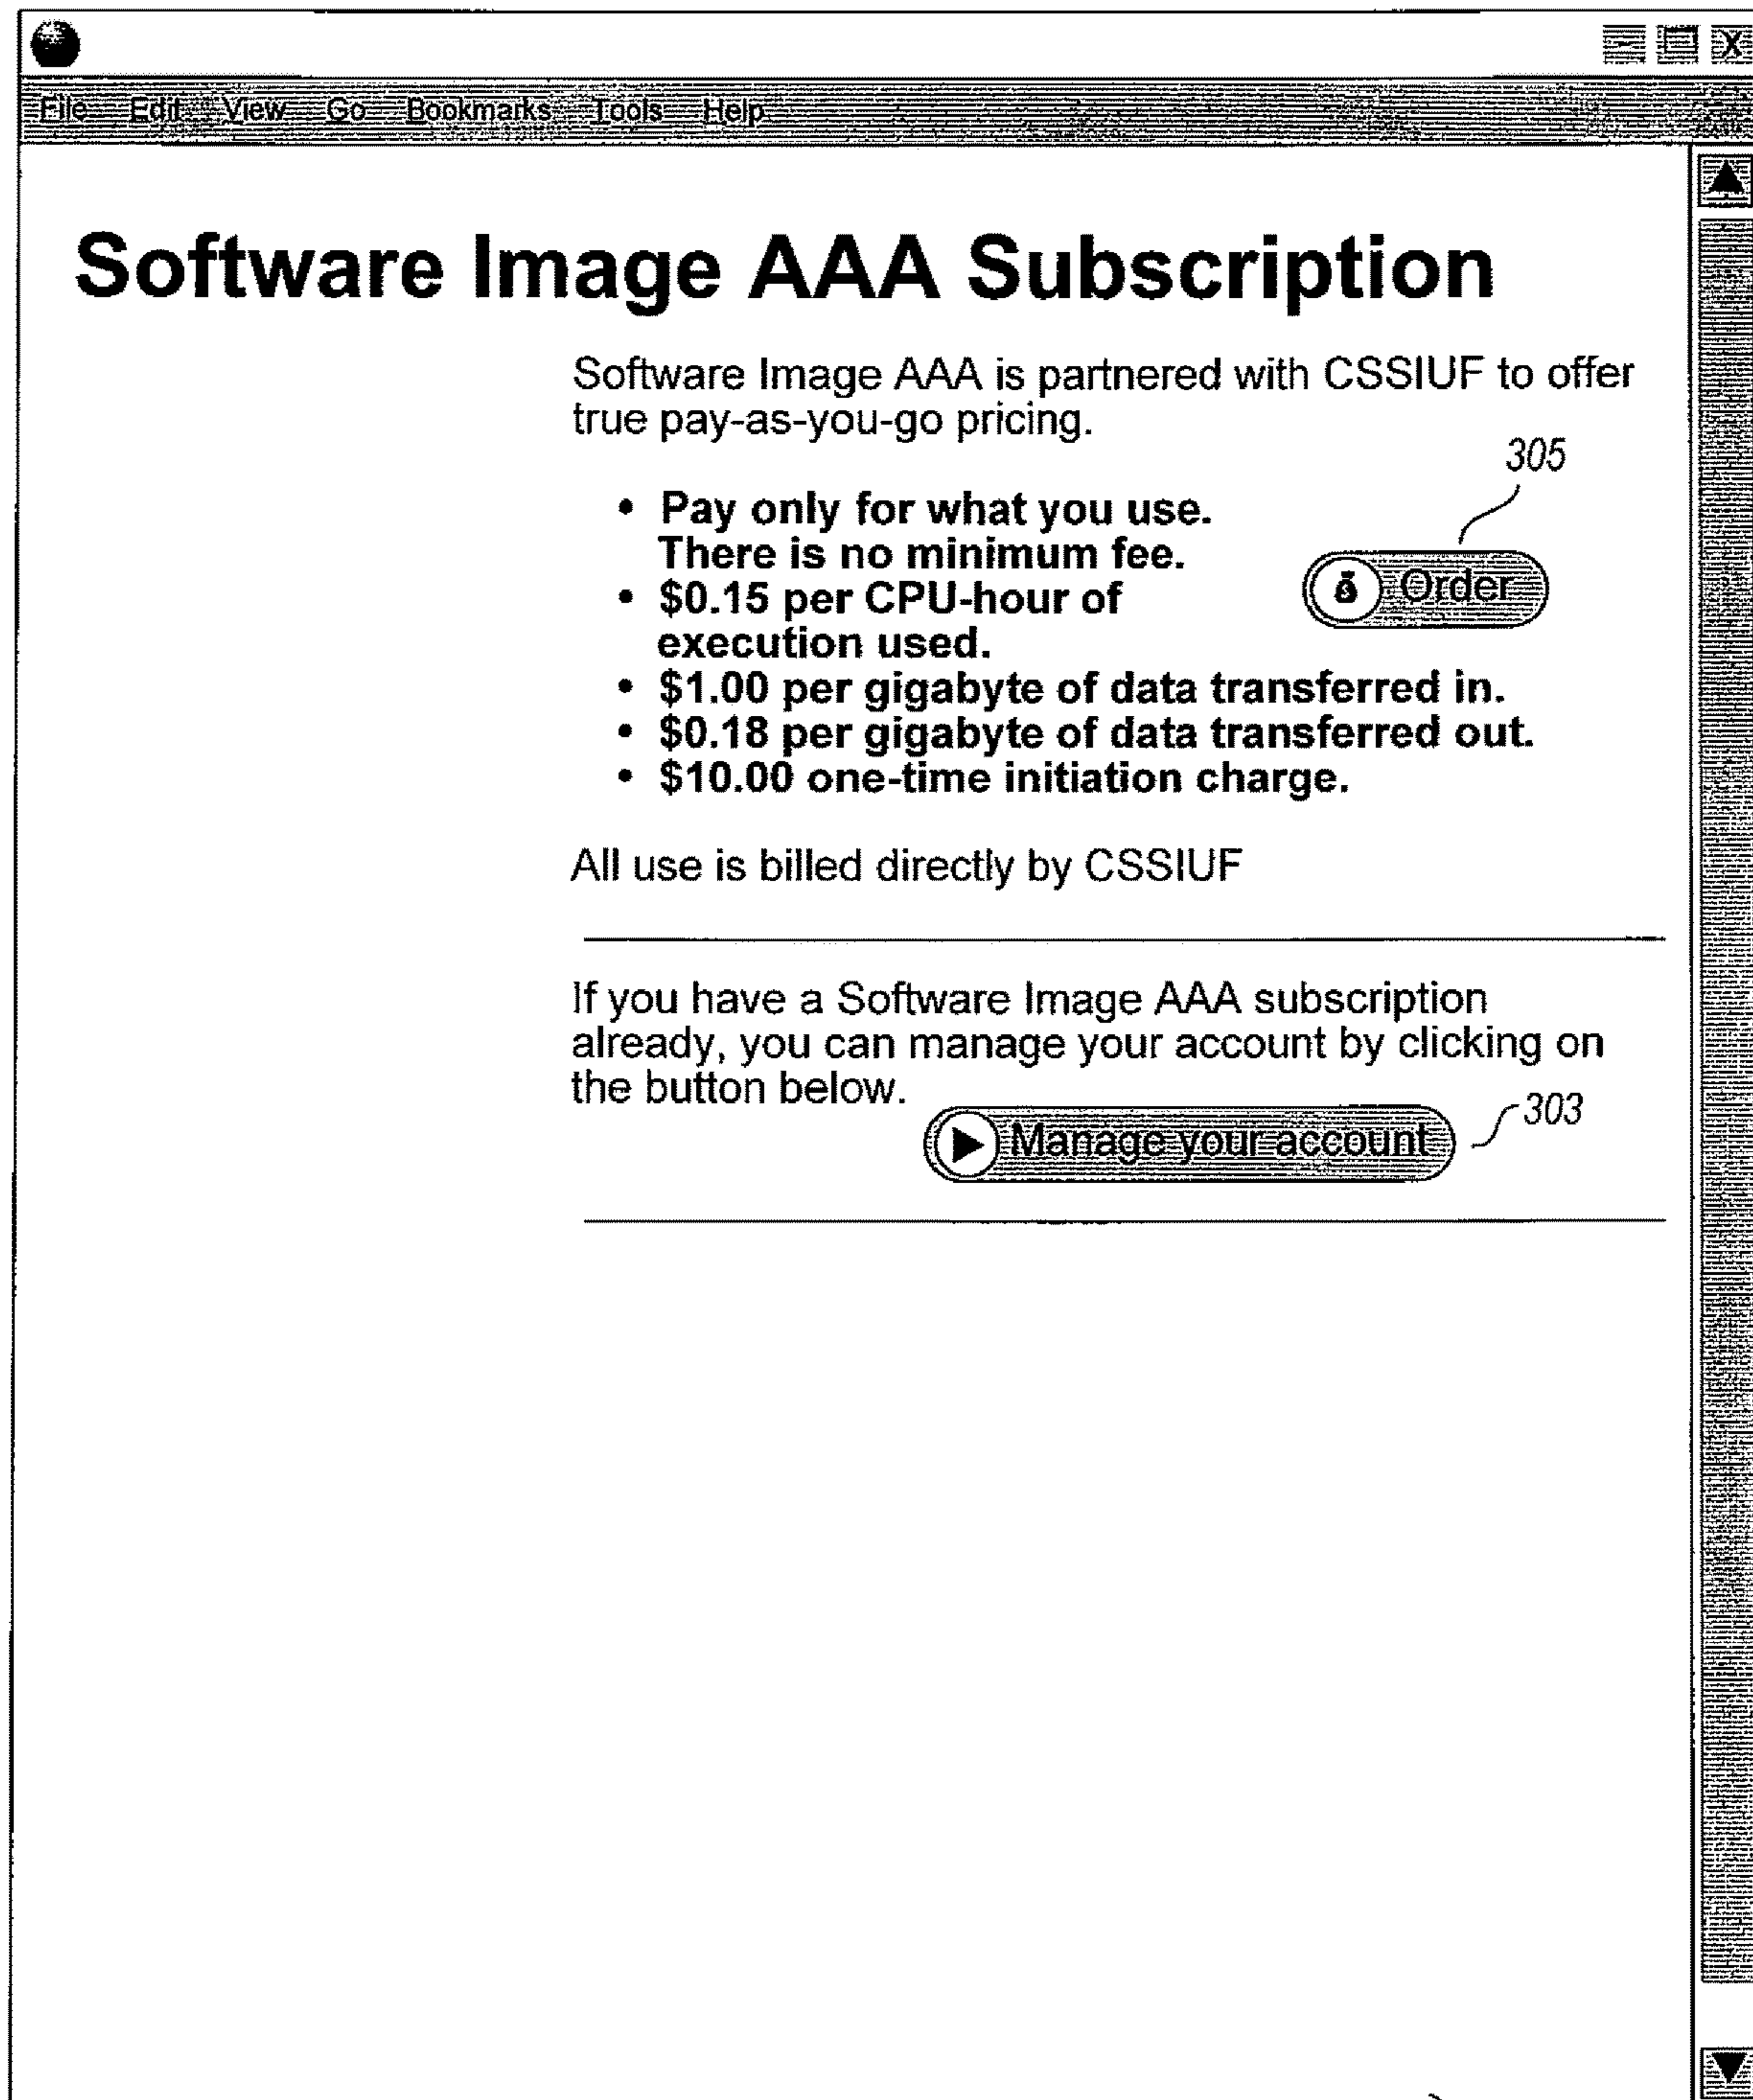 File Edit View Go Bookmarks Tools Help
Software Image AAA Subscription
Software Image AAA is partnered with CSSIUF to offer
true pay-as-you-go pricing.
305
• Pay only for what you use.
There is no minimum fee.
Order
• $0.15 per CPU-hour of
execution used.
• $1.00 per gigabyte of data transferred in.
• $0.18 per gigabyte of data transferred out.
• $10.00 one-time initiation charge.
All use is billed directly by CSSIUF
If you have a Software Image AAA subscription
already, you can manage your account by clicking on
the button below.
303
Manage your account